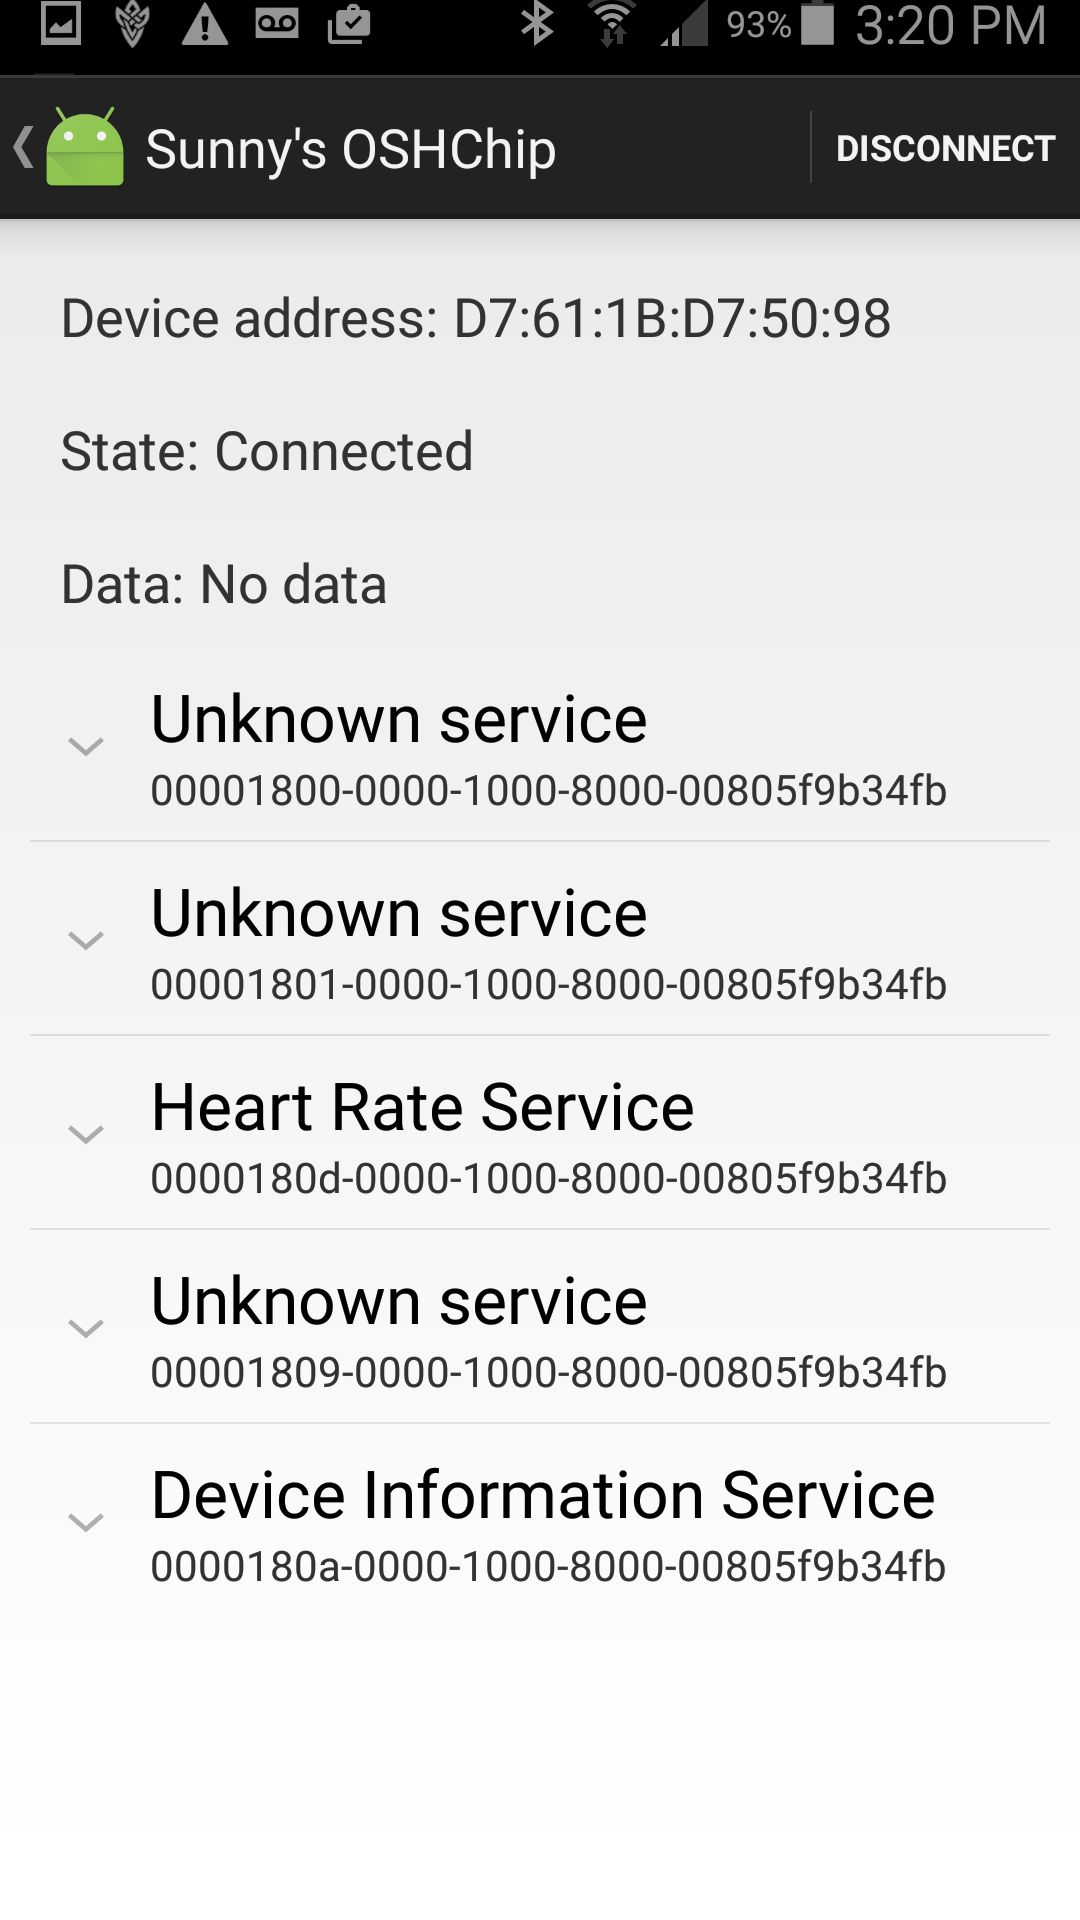 93% 3:20 PM
Sunny's OSHChip DISCONNECT
Device address: D7:61:1B:D7:50:98
State: Connected
Data: No data
Unknown service
00001800-0000-1000-8000-00805f9b34fb
Unknown service
00001801-0000-1000-8000-00805f9b34fb
Heart Rate Service
0000180d-0000-1000-8000-00805f9b34fb
Unknown service
00001809-0000-1000-8000-00805f9b34fb
Device Information Service
0000180a-0000-1000-8000-00805f9b34fb